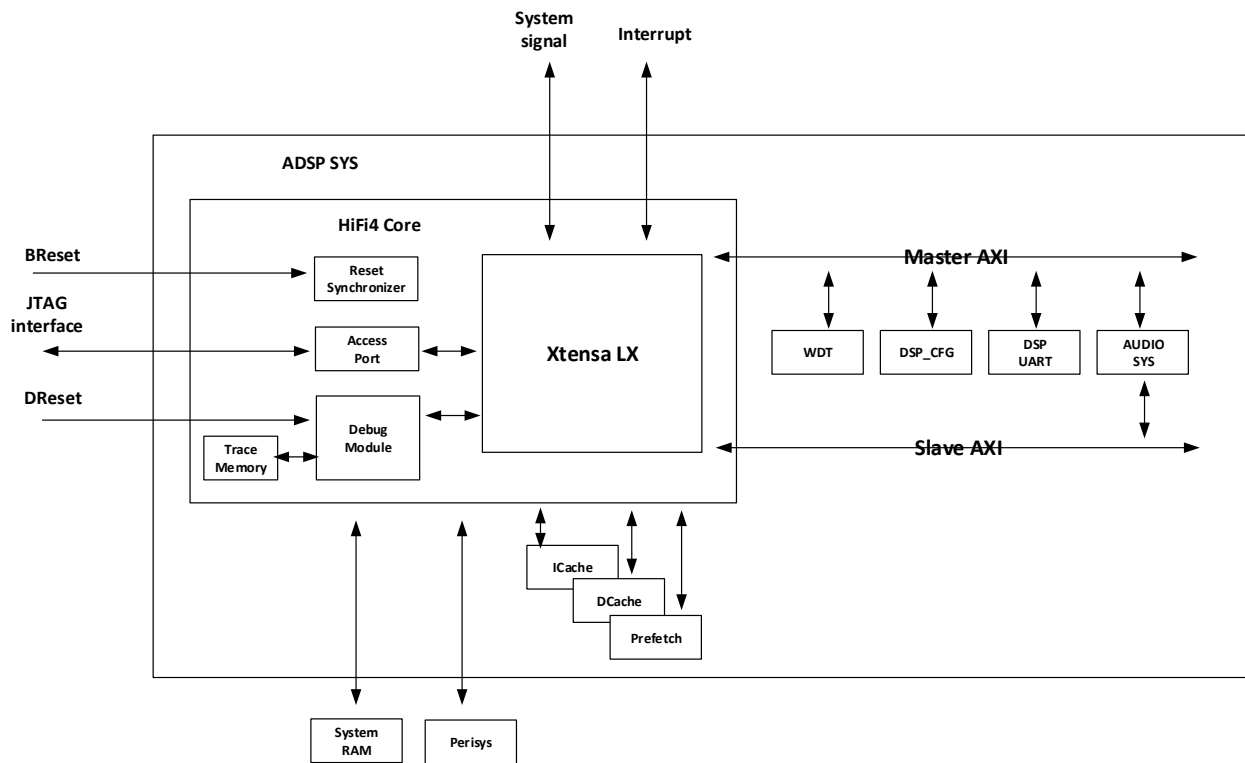 System
signal
Interrupt
ADSP SYS
HiFi4 Core
BReset
Reset
Synchronizer
Master AXI
JTAG
interface
Access
Port
Xtensa LX
WDT
DSP_CFG
DSP
UART
AUDIO
SYS
DReset
Debug
Module
Trace
Memory
Slave AXI
ICache
DCache
Prefetch
System
RAM
Perisys